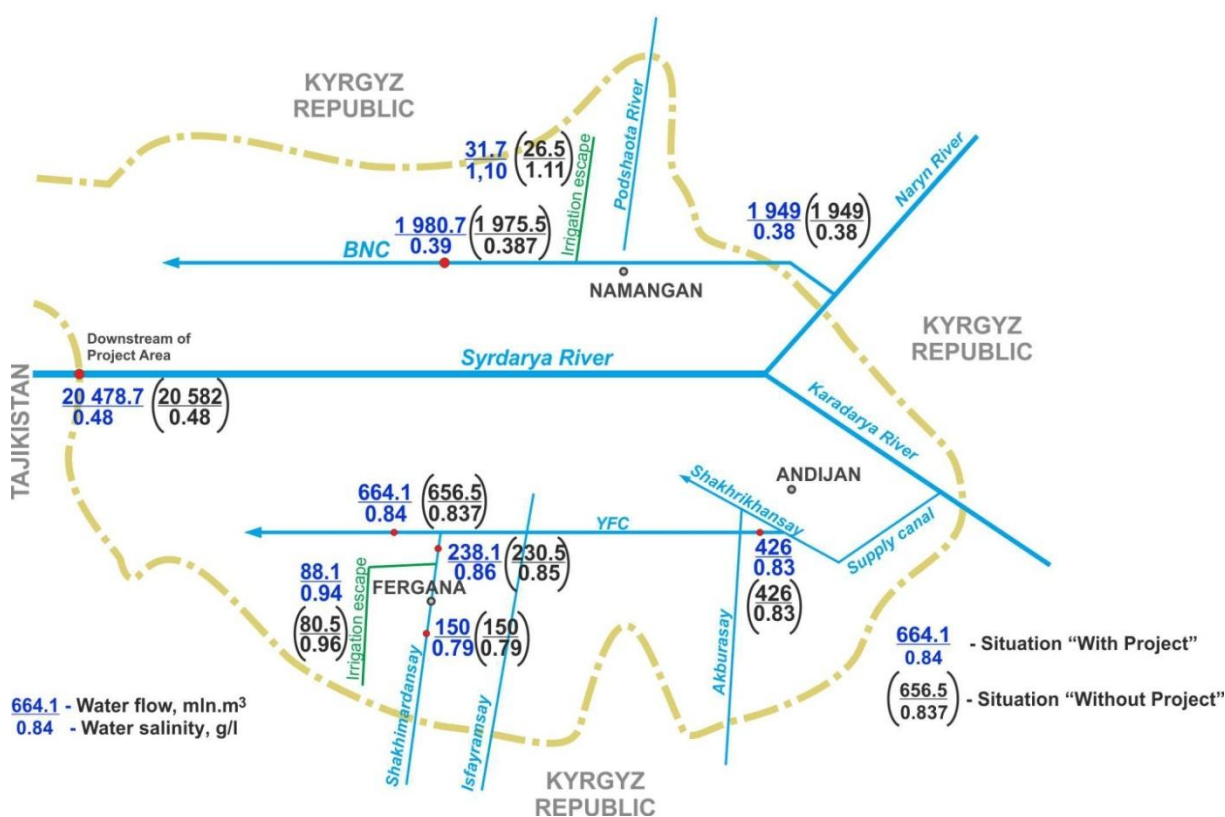 KYRGYZ
REPUBLIC
Podshaota River
Naryn River
31.7
1,10
(26.5
1.11)
Irrigation escape
1 949
0.38
(1 949
0.38)
1 980.7
0.39
(1 975.5
0.387)
BNC
NAMANGAN
KYRGYZ
REPUBLIC
Downstream of
Project Area
Syrdarya River
TAJIKISTAN
20 478.7
0.48
(20 582
0.48)
Karadarya River
ANDIJAN
Shakhrikhansay
Supply canal
664.1
0.84
(656.5
0.837)
YFC
426
0.83
(426
0.83)
238.1
0.86
(230.5
0.85)
88.1
0.94
(80.5
0.96)
Irrigation escape
FERGANA
150
0.79
(150
0.79)
Shakhimardansay
Isfayramsay
Akburasay
664.1
0.84
- Situation “With Project”
(656.5
0.837)
- Situation “Without Project”
664.1 - Water flow, mln.m³
0.84 - Water salinity, g/l
KYRGYZ
REPUBLIC